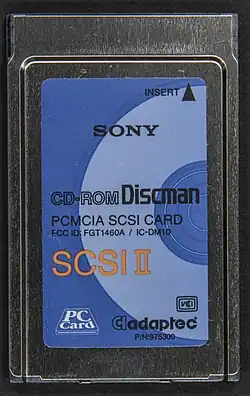 INSERT
SONY
CD-ROM Discman
PCMCIA SCSI CARD
FCC ID: FGT1460A / IC-DM10
SCSI II
PC
Card
VCI
adaptec
P/N:975300